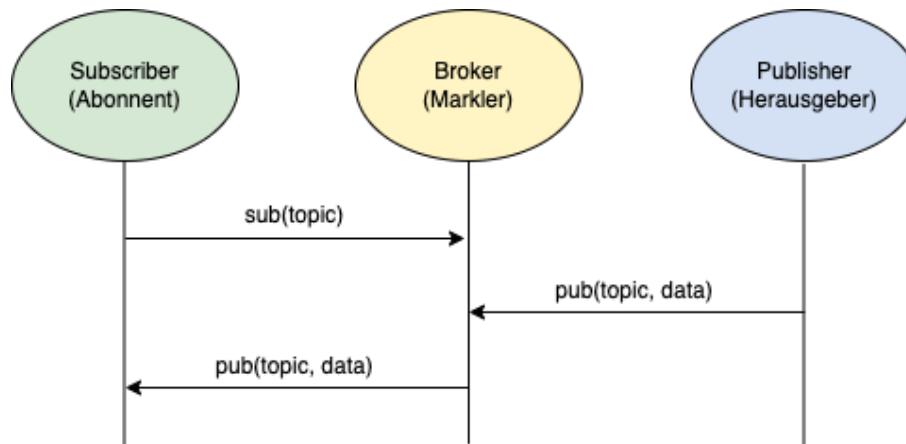 Subscriber
(Abonnent)
Broker
(Markler)
Publisher
(Herausgeber)
sub(topic)
pub(topic, data)
pub(topic, data)